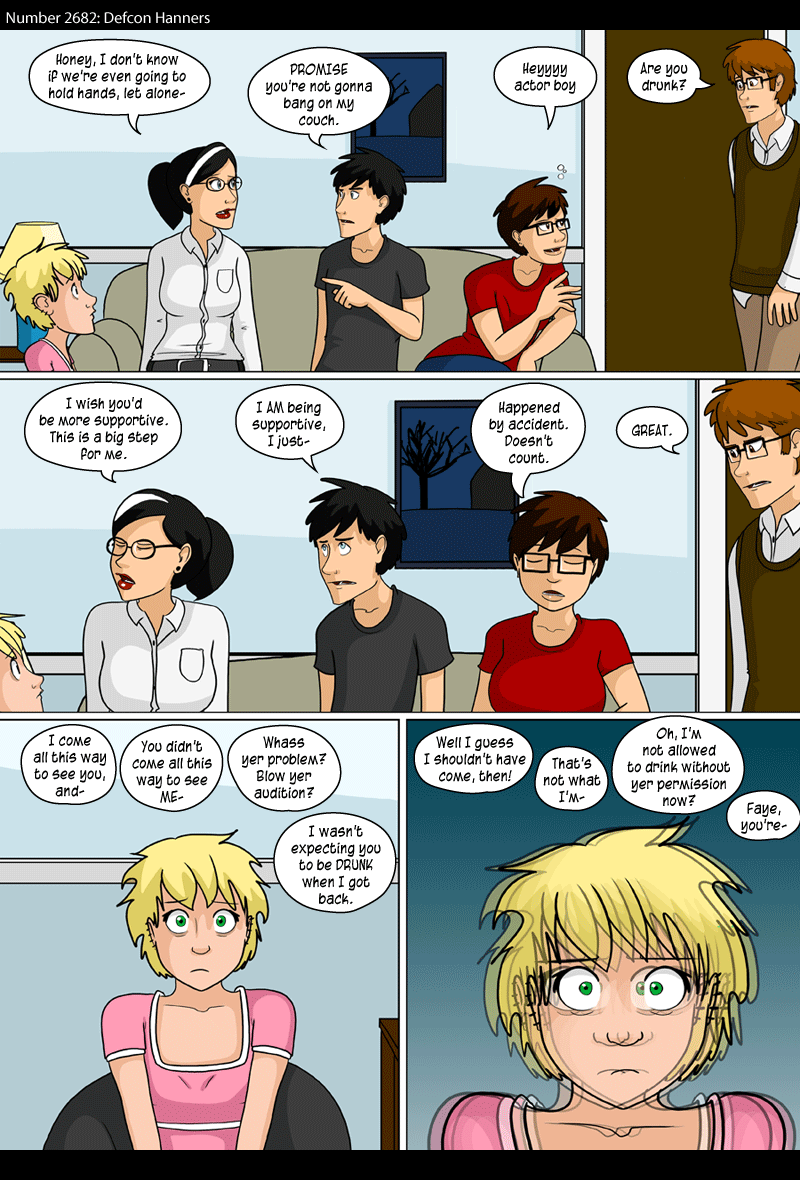 Number 2682: Defcon Hanners
Honey, I don't know
if we're even going to
hold hands, let alone-
PROMISE
you're not gonna
bang on my
couch.
Heyyyy
actor boy
Are you
drunk?
I wish you'd
be more supportive.
This is a big step
for me.
I AM being
supportive,
I just-
Happened
by accident.
Doesn't
count.
GREAT.
I come
all this way
to see you,
and-
You didn't
come all this
way to see
ME-
Whass
yer problem?
Blow yer
audition?
I wasn't
expecting you
to be DRUNK
when I got
back.
Well I guess
I shouldn't have
come, then!
That's
not what
I'm-
Oh, I'm
not allowed
to drink without
yer permission
now?
Faye,
you're-